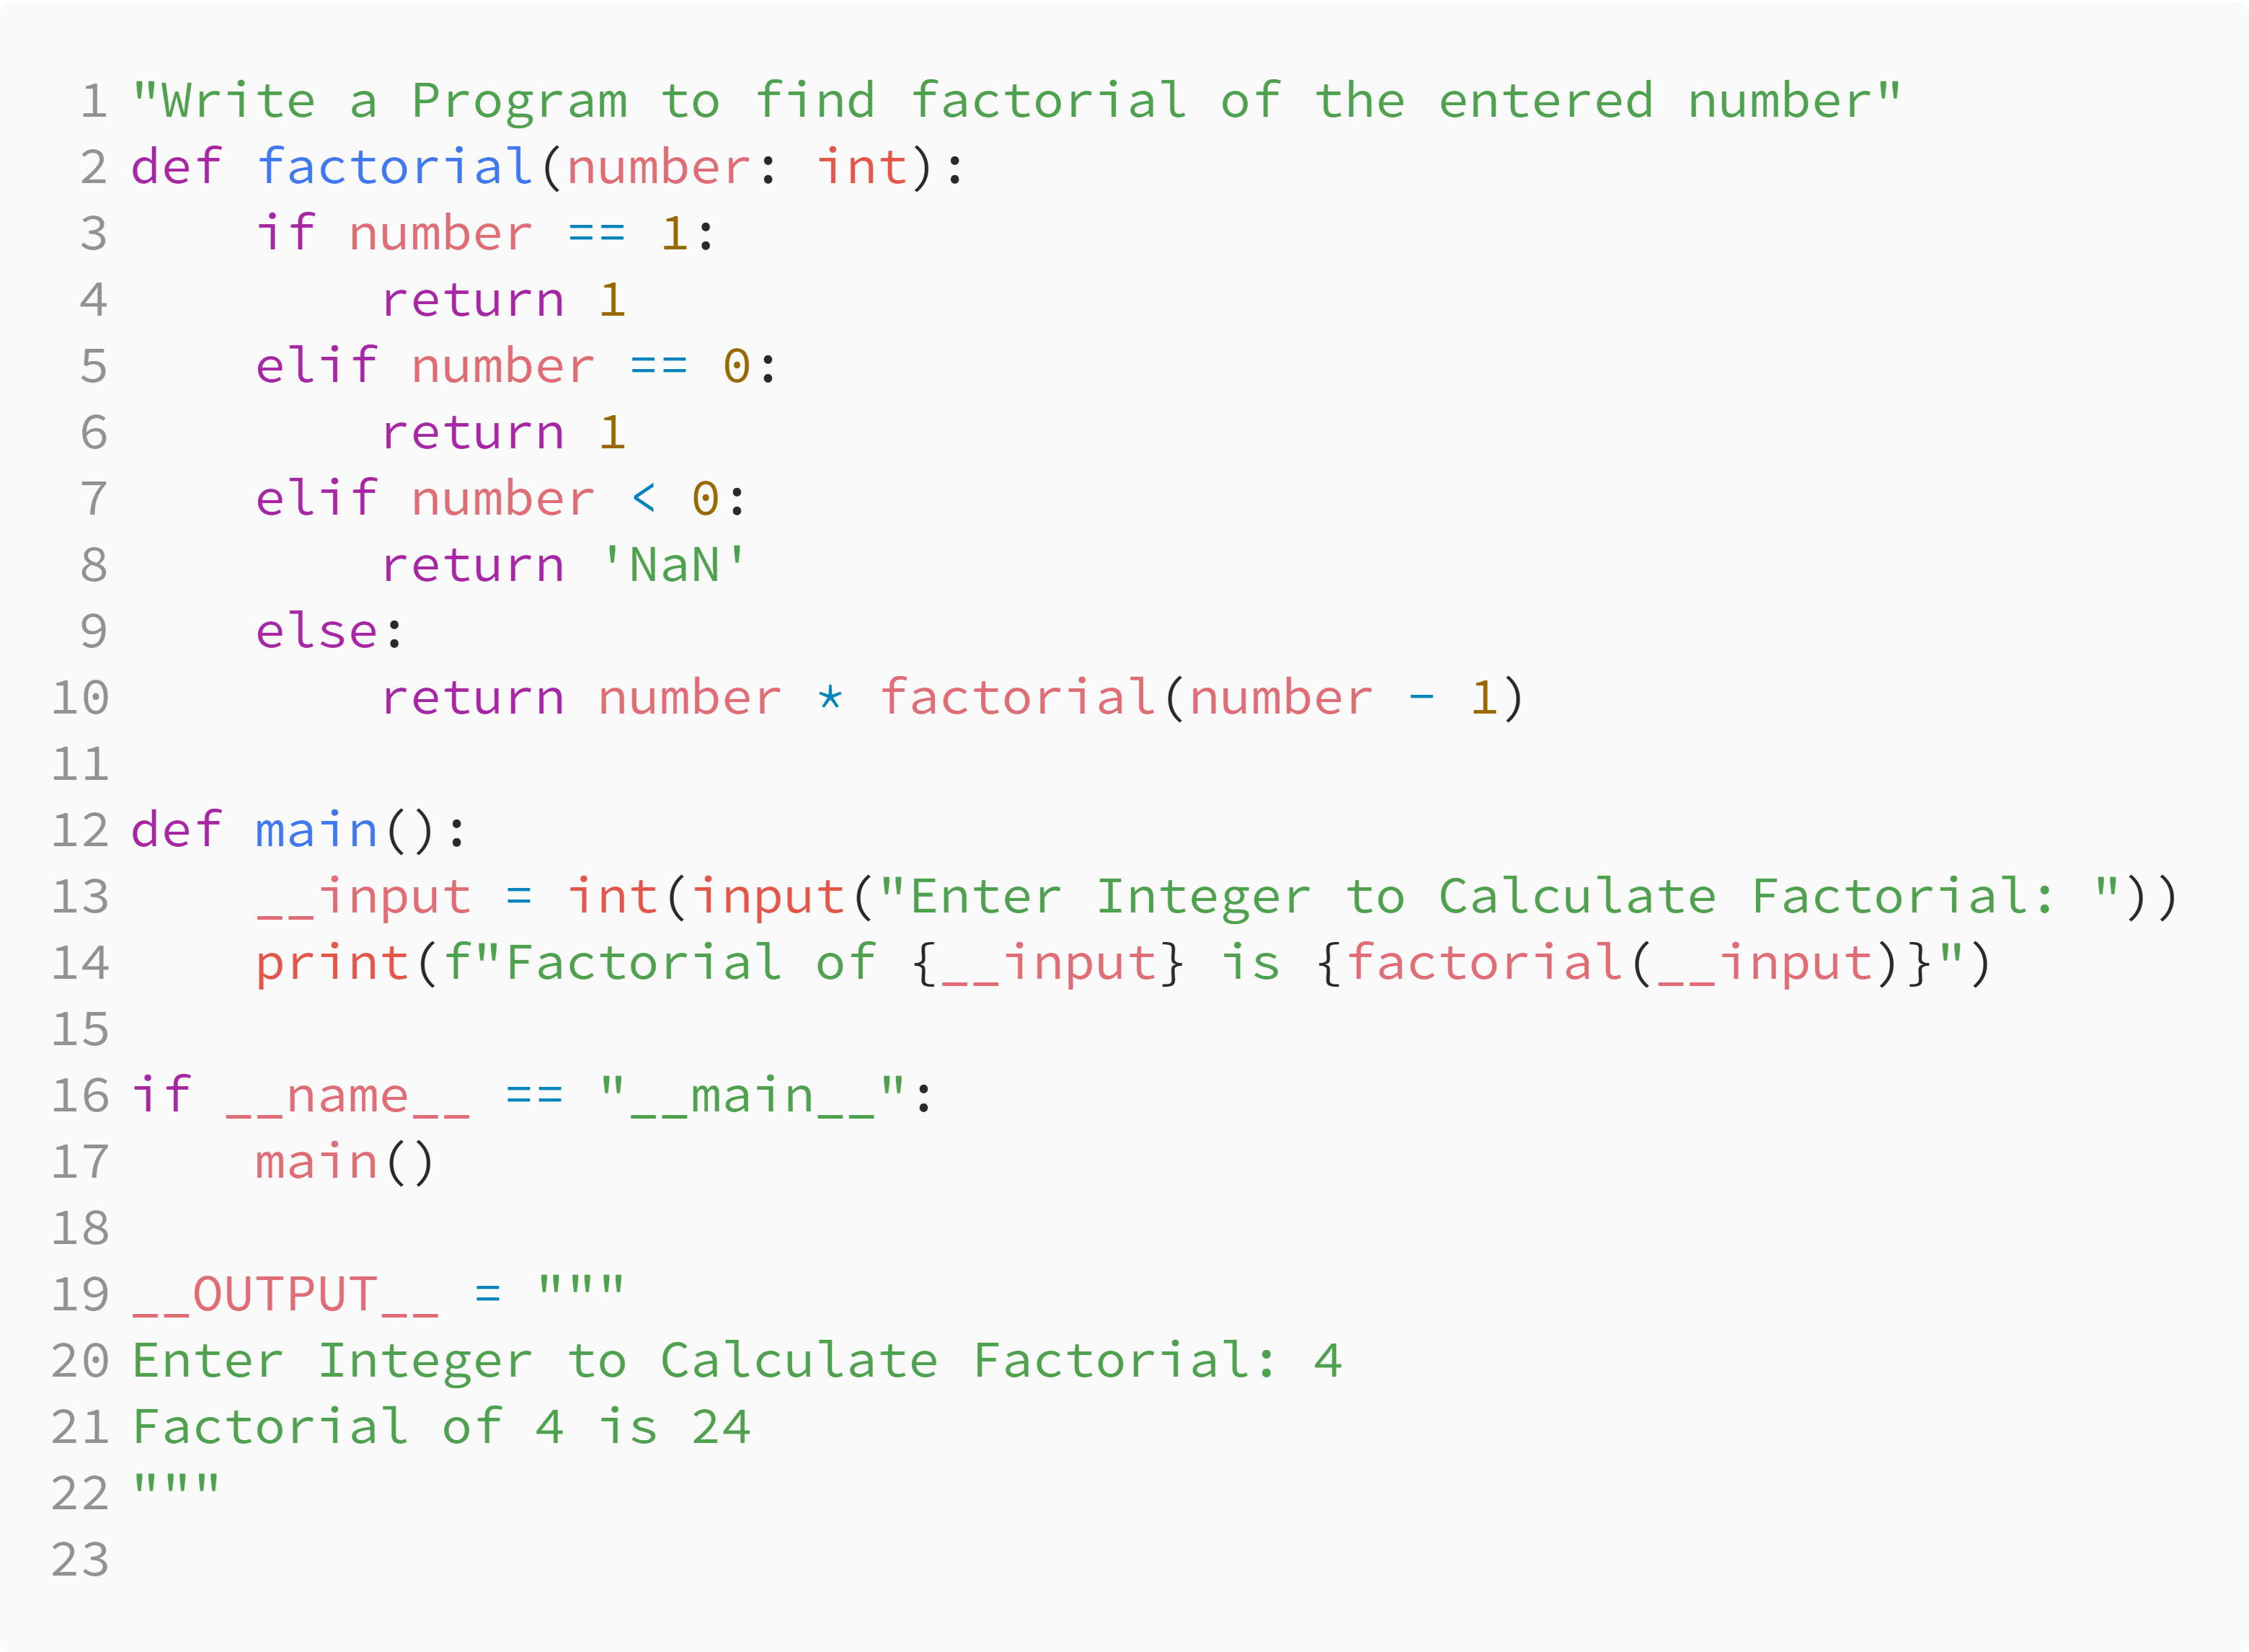 1 "Write a Program to find factorial of the entered number"
2 def factorial(number: int):
3     if number == 1:
4         return 1
5     elif number == 0:
6         return 1
7     elif number < 0:
8         return 'NaN'
9     else:
10         return number * factorial(number - 1)
11
12 def main():
13     __input = int(input("Enter Integer to Calculate Factorial: "))
14     print(f"Factorial of {__input} is {factorial(__input)}")
15
16 if __name__ == "__main__":
17     main()
18
19 __OUTPUT__ = """
20 Enter Integer to Calculate Factorial: 4
21 Factorial of 4 is 24
22 """
23